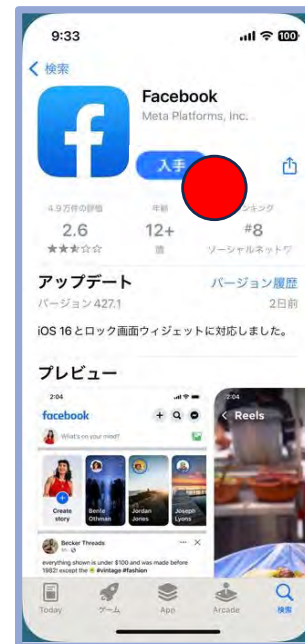 9:33
100
検索
Facebook
Meta Platforms, Inc.
入手
4.9万件の評価
年齢
ンキング
2.6
12+
#8
歳
ソーシャルネット
アップデート
バージョン履歴
バージョン 427.1
2日前
iOS 16とロック画面ウィジェットに対応しました。
プレビュー
2:04
2:04
facebook
Reels
What's on your mind?
Create story
Bente Othman
Jordan Jones
Joseph Lyons
Becker Threads
everything shown is under $100 and was made before
1982! except the #vintage #fashion
Today
ゲーム
App
Arcade
検索